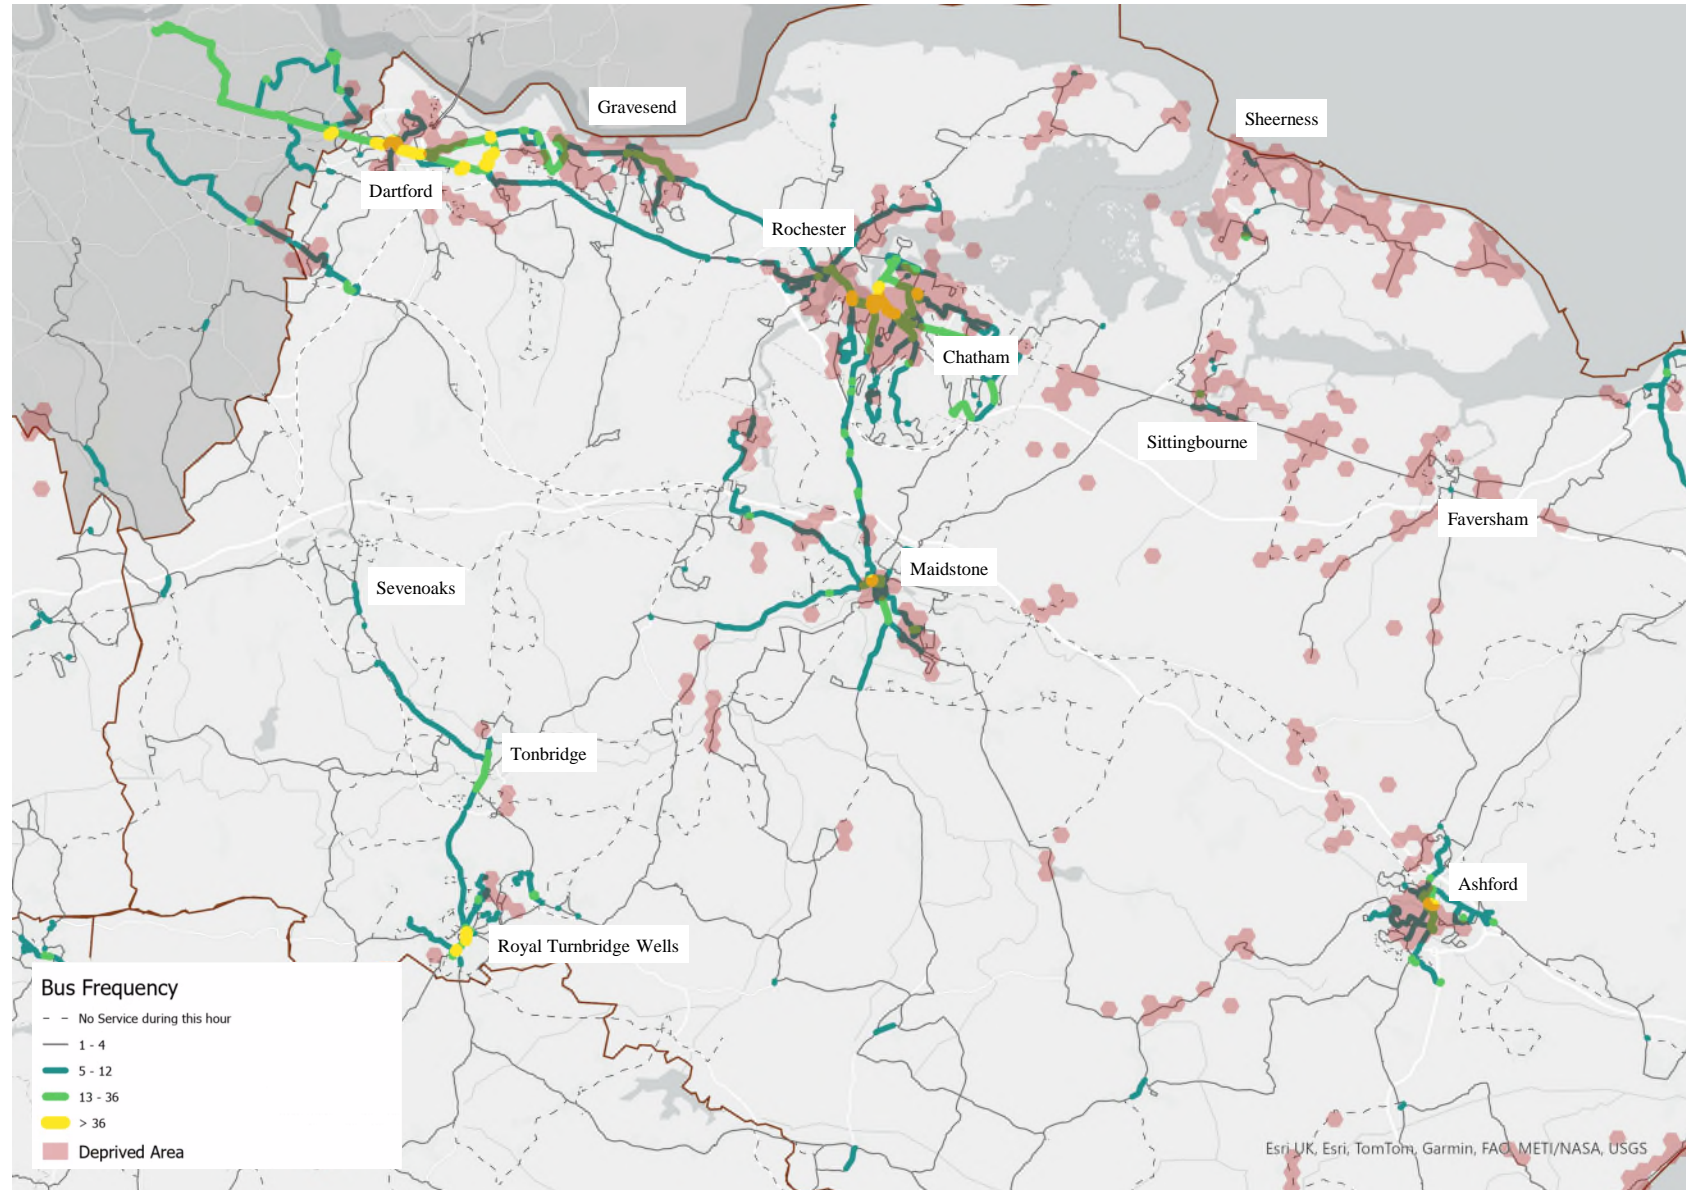 Gravesend
Sheerness
Dartford
Rochester
Chatham
Sittingbourne
Faversham
Maidstone
Sevenoaks
Tonbridge
Ashford
Royal Turnbridge Wells
Bus Frequency
No Service during this hour
1 - 4
5 - 12
13 - 36
> 36
Deprived Area
Esri UK, Esri, TomTom, Garmin, FAO, METI/NASA, USGS